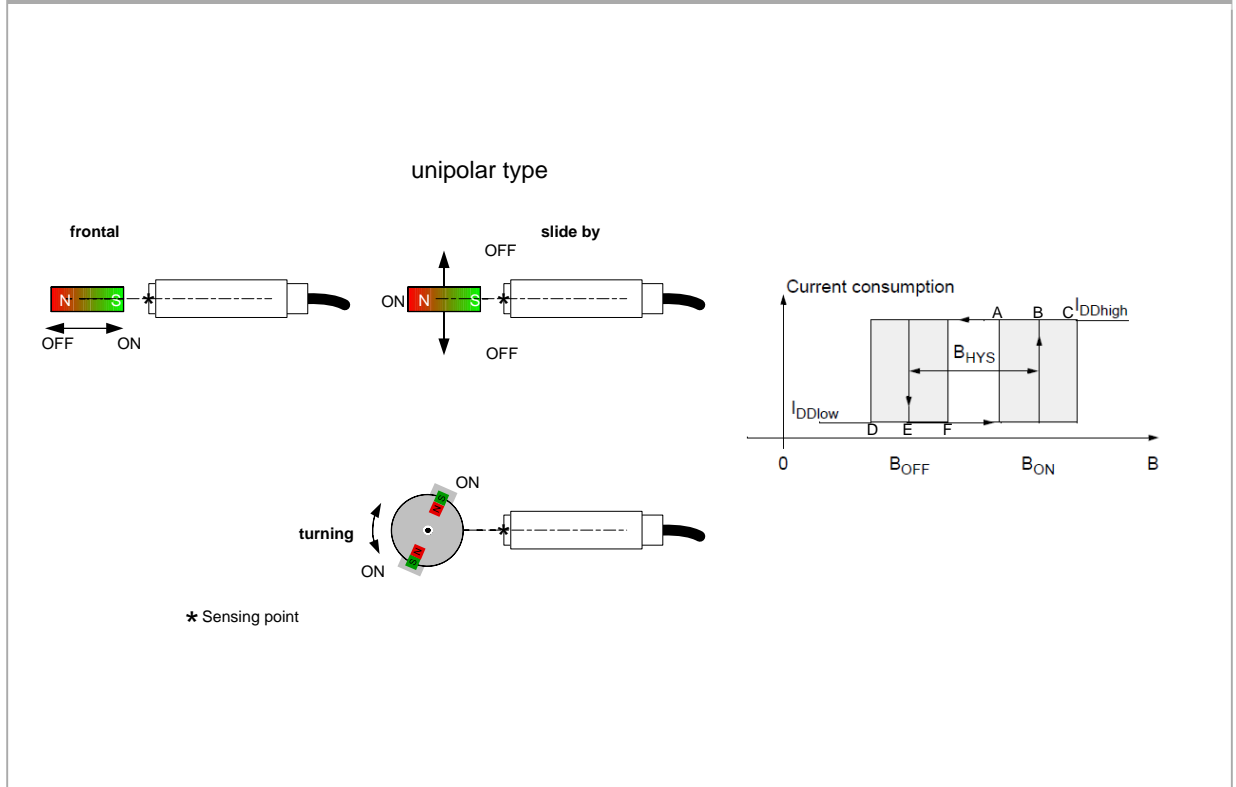 unipolar type
frontal
slide by
OFF
N S
ON
N S
OFF
ON
OFF
Current consumption
A B C IDDhigh
BHYS
IDDlow
D E F
0 BOFF BON B
ON
S
N
turning
N
S
ON
* Sensing point